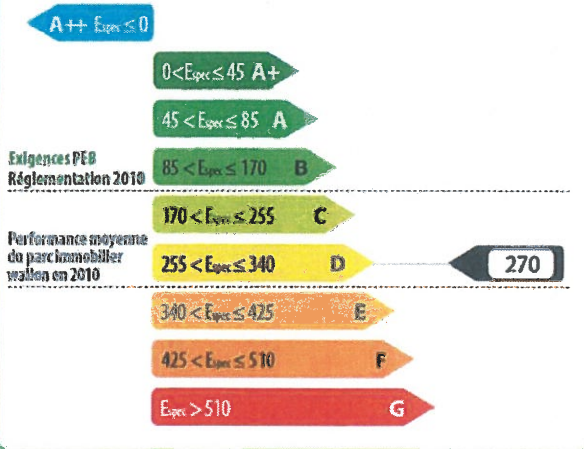 A++ Espec ≤ 0
0 < Espec ≤ 45 A+
45 < Espec ≤ 85 A
Exigences PEB
Réglementation 2010
85 < Espec ≤ 170 B
170 < Espec ≤ 255 C
Performance moyenne
du parc immobilier
wallon en 2010
255 < Espec ≤ 340 D
270
340 < Espec ≤ 425 E
425 < Espec ≤ 510 F
Espec > 510 G